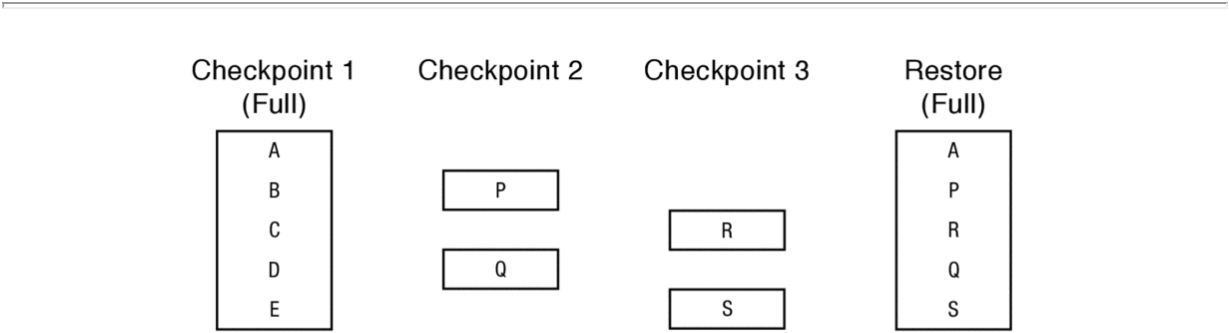 Checkpoint 1 Checkpoint 2 Checkpoint 3 Restore
(Full) (Full)
A A
B P P
C R R
D Q Q
E S S